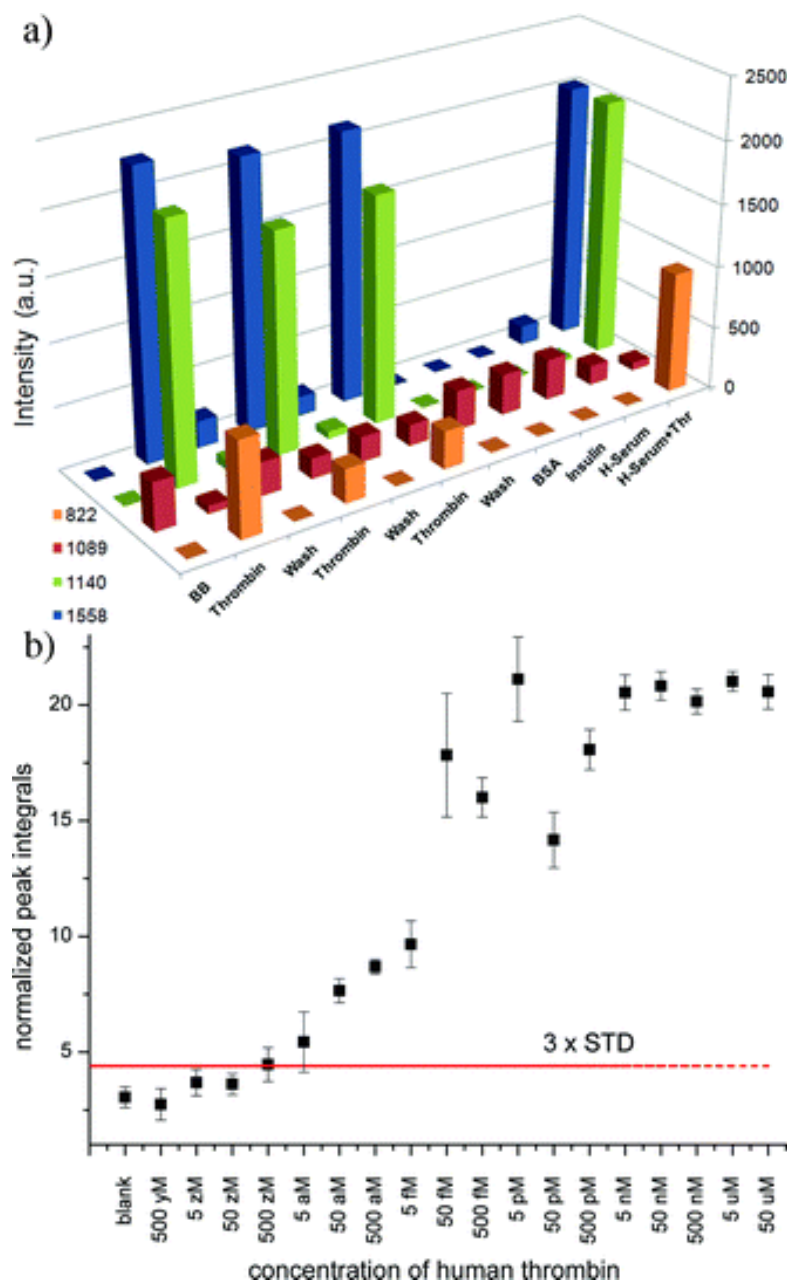 a)
Intensity (a.u.)
2500
2000
1500
1000
500
0
822
1089
1140
1558
BB
Thrombin
Wash
Thrombin
Wash
Thrombin
Wash
BSA
Insulin
H-Serum
H-Serum+Thr
b)
normalized peak integrals
20
15
10
5
3 x STD
blank
500 yM
5 zM
50 zM
500 zM
5 aM
50 aM
500 aM
5 fM
50 fM
500 fM
5 pM
50 pM
500 pM
5 nM
50 nM
500 nM
5 uM
50 uM
concentration of human thrombin